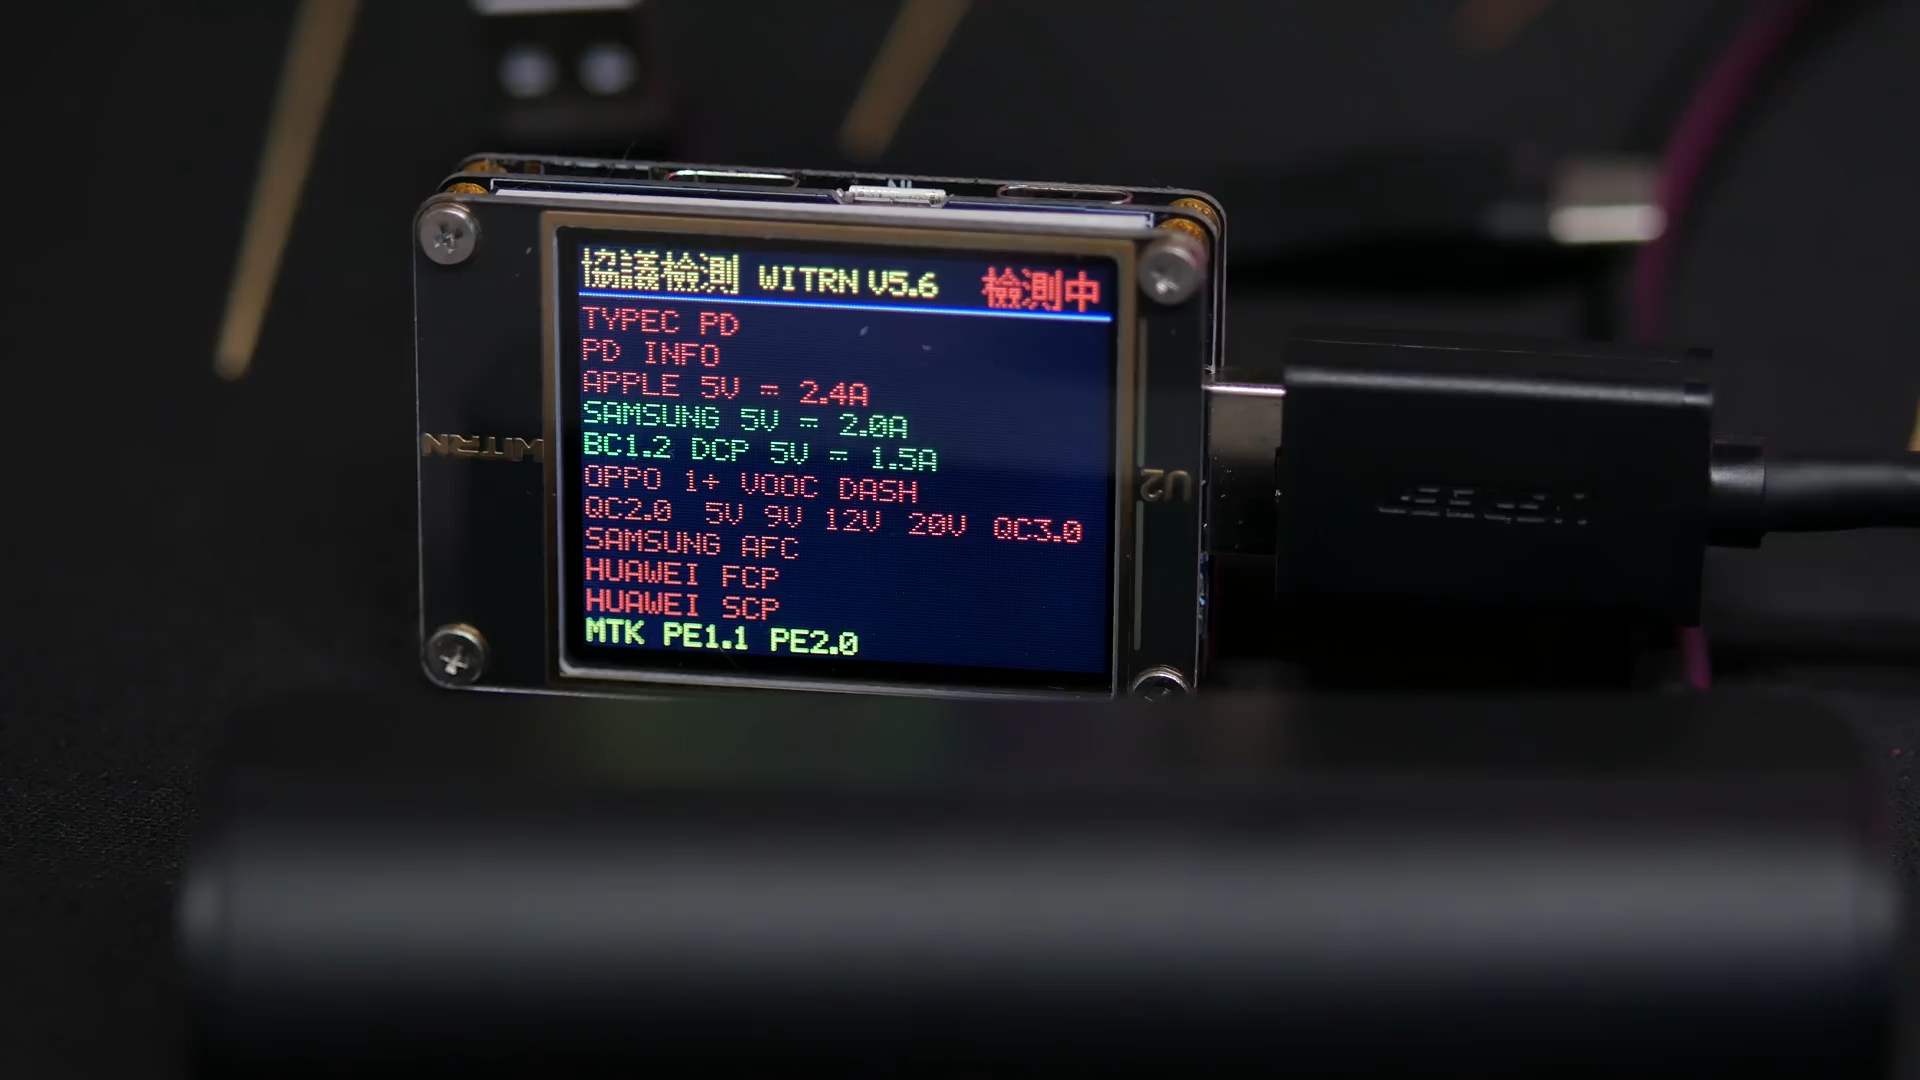 協議檢測 WITRN V5.6 檢測中
TYPEC PD
PD INFO
APPLE 5V = 2.4A
SAMSUNG 5V = 2.0A
BC1.2 DCP 5V = 1.5A
OPPO 1+ VOOC DASH
QC2.0 5V 9V 12V 20V QC3.0
SAMSUNG AFC
HUAWEI FCP
HUAWEI SCP
MTK PE1.1 PE2.0
WITRN
U2